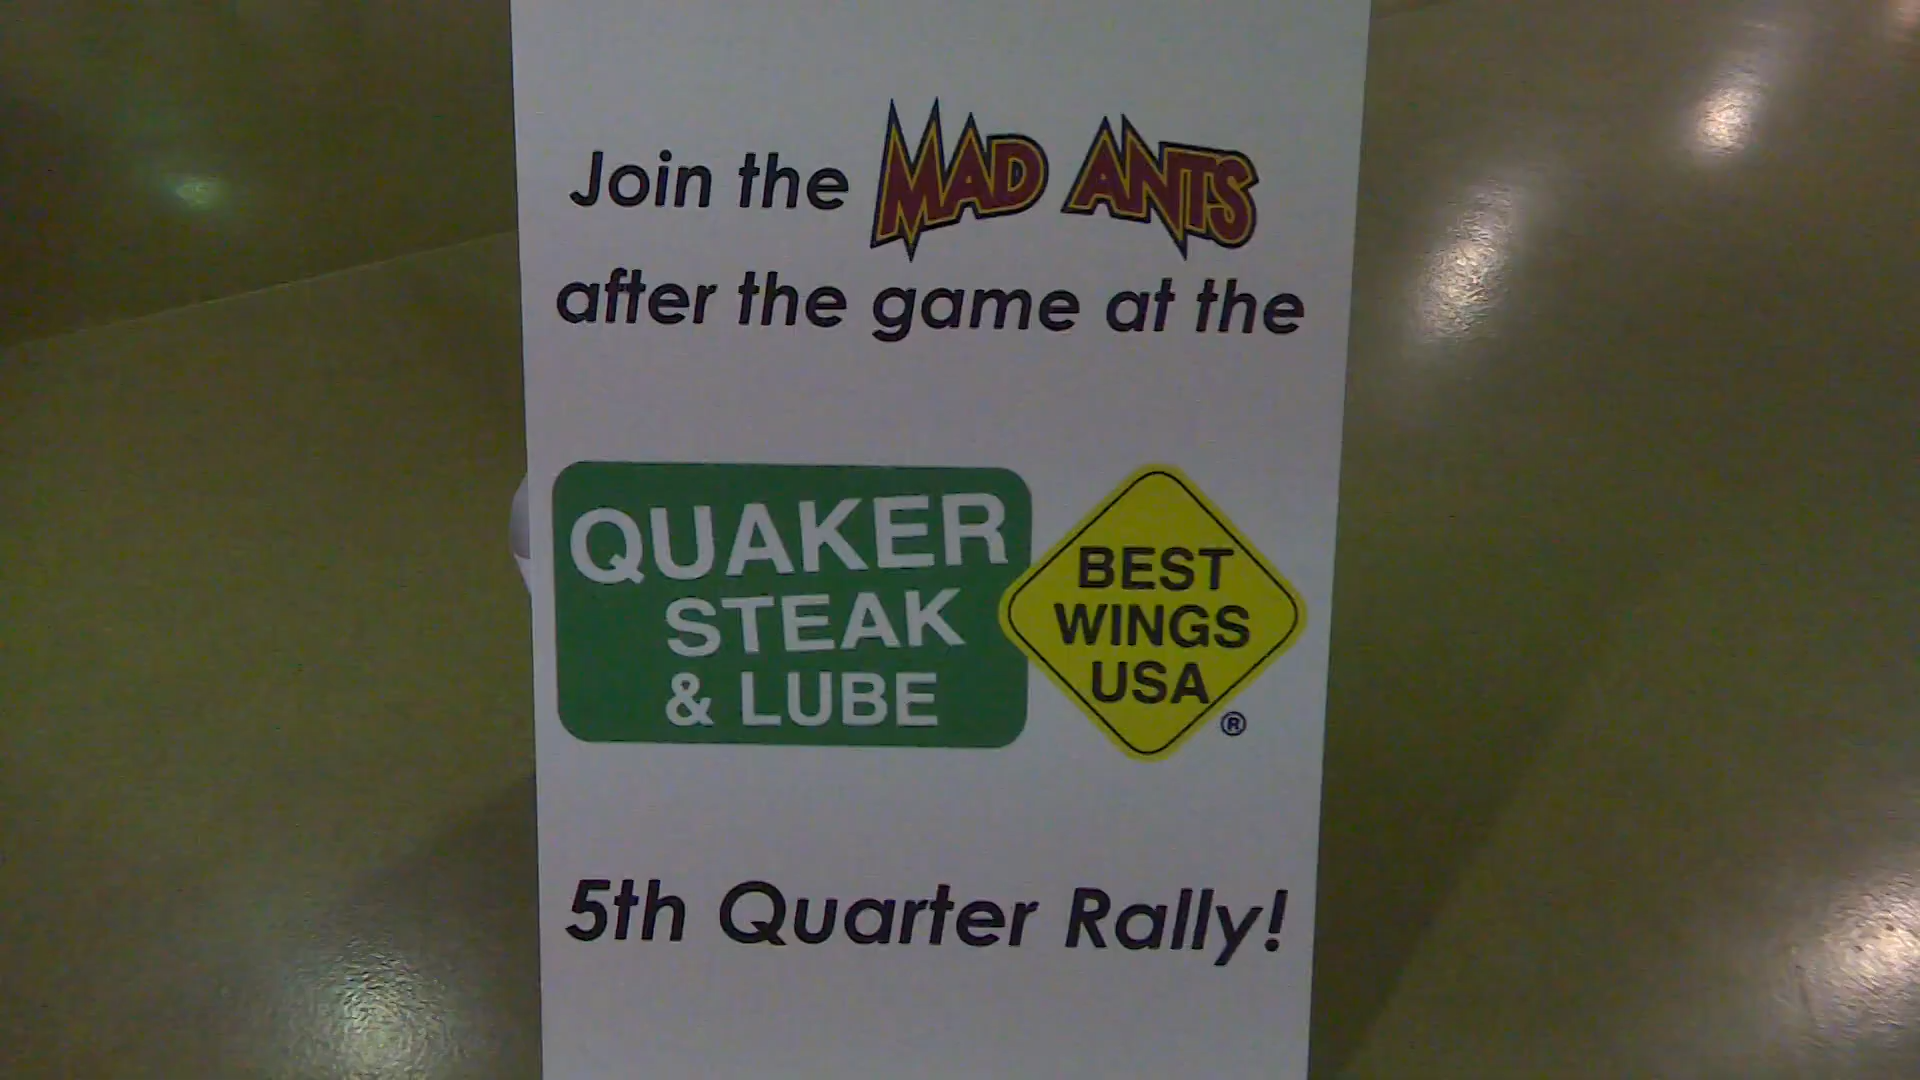 Join the MAD ANTS
after the game at the
QUAKER
STEAK
& LUBE
BEST
WINGS
USA
®
5th Quarter Rally!